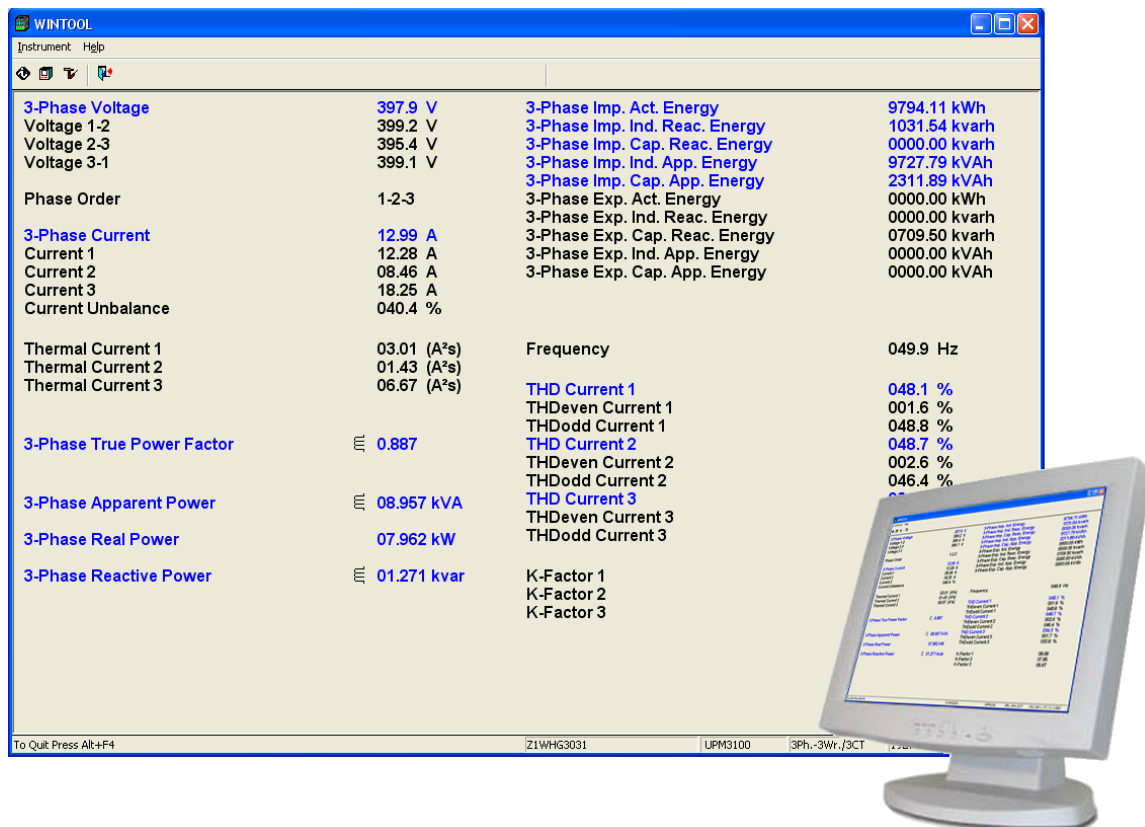 WINTOOL
Instrument Help
3-Phase Voltage 397.9 V
Voltage 1-2 399.2 V
Voltage 2-3 395.4 V
Voltage 3-1 399.1 V
Phase Order 1-2-3
3-Phase Current 12.99 A
Current 1 12.28 A
Current 2 08.46 A
Current 3 18.25 A
Current Unbalance 040.4 %
Thermal Current 1 03.01 (A²s)
Thermal Current 2 01.43 (A²s)
Thermal Current 3 06.67 (A²s)
3-Phase True Power Factor 0.887
3-Phase Apparent Power 08.957 kVA
3-Phase Real Power 07.962 kW
3-Phase Reactive Power 01.271 kvar
3-Phase Imp. Act. Energy 9794.11 kWh
3-Phase Imp. Ind. Reac. Energy 1031.54 kvarh
3-Phase Imp. Cap. Reac. Energy 0000.00 kvarh
3-Phase Imp. Ind. App. Energy 9727.79 kVAh
3-Phase Imp. Cap. App. Energy 2311.89 kVAh
3-Phase Exp. Act. Energy 0000.00 kWh
3-Phase Exp. Ind. Reac. Energy 0000.00 kvarh
3-Phase Exp. Cap. Reac. Energy 0709.50 kvarh
3-Phase Exp. Ind. App. Energy 0000.00 kVAh
3-Phase Exp. Cap. App. Energy 0000.00 kVAh
Frequency 049.9 Hz
THD Current 1 048.1 %
THDeven Current 1 001.6 %
THDodd Current 1 048.8 %
THD Current 2 048.7 %
THDeven Current 2 002.6 %
THDodd Current 2 046.4 %
THD Current 3
THDeven Current 3
THDodd Current 3
K-Factor 1
K-Factor 2
K-Factor 3
To Quit Press Alt+F4 Z1WHG3031 UPM3100 3Ph.-3Wr./3CT